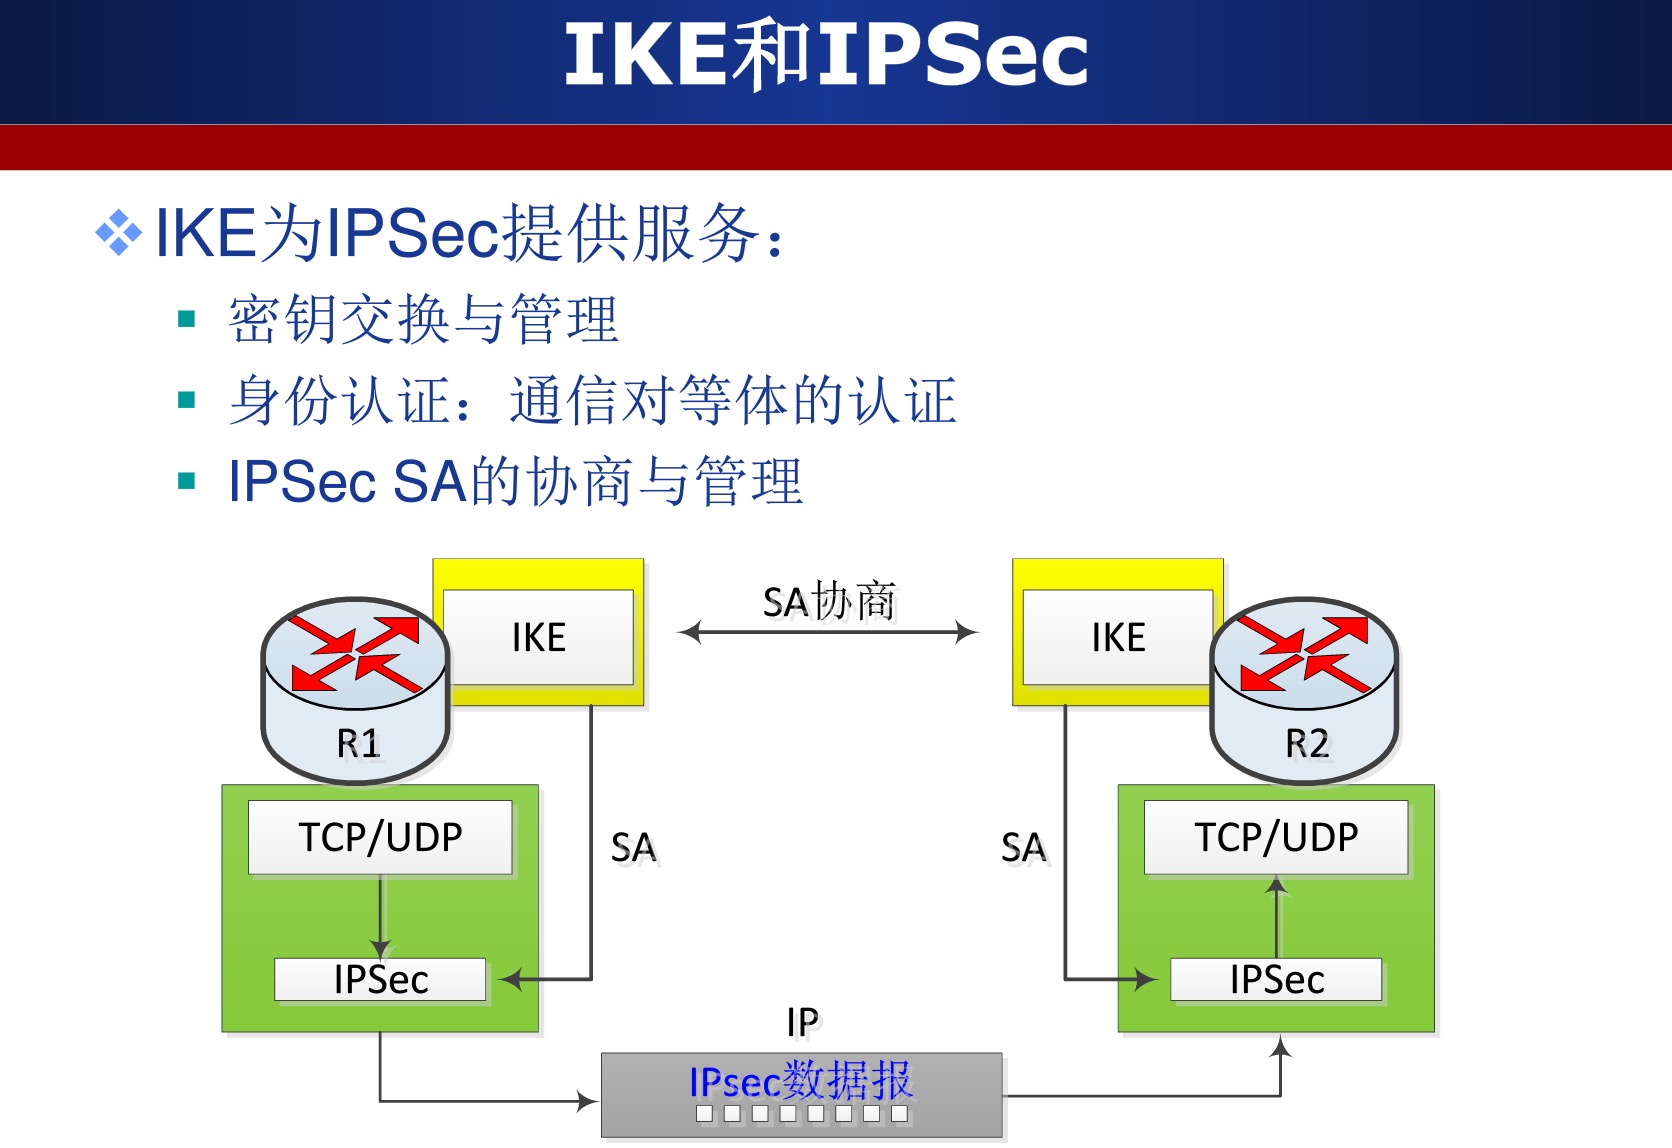 IKE和IPSec
IKE为IPSec提供服务：
密钥交换与管理
身份认证：通信对等体的认证
IPSec SA的协商与管理
SA协商
IKE
IKE
R1
R2
TCP/UDP
SA
SA
TCP/UDP
IPSec
IPSec
IP
IPsec数据报